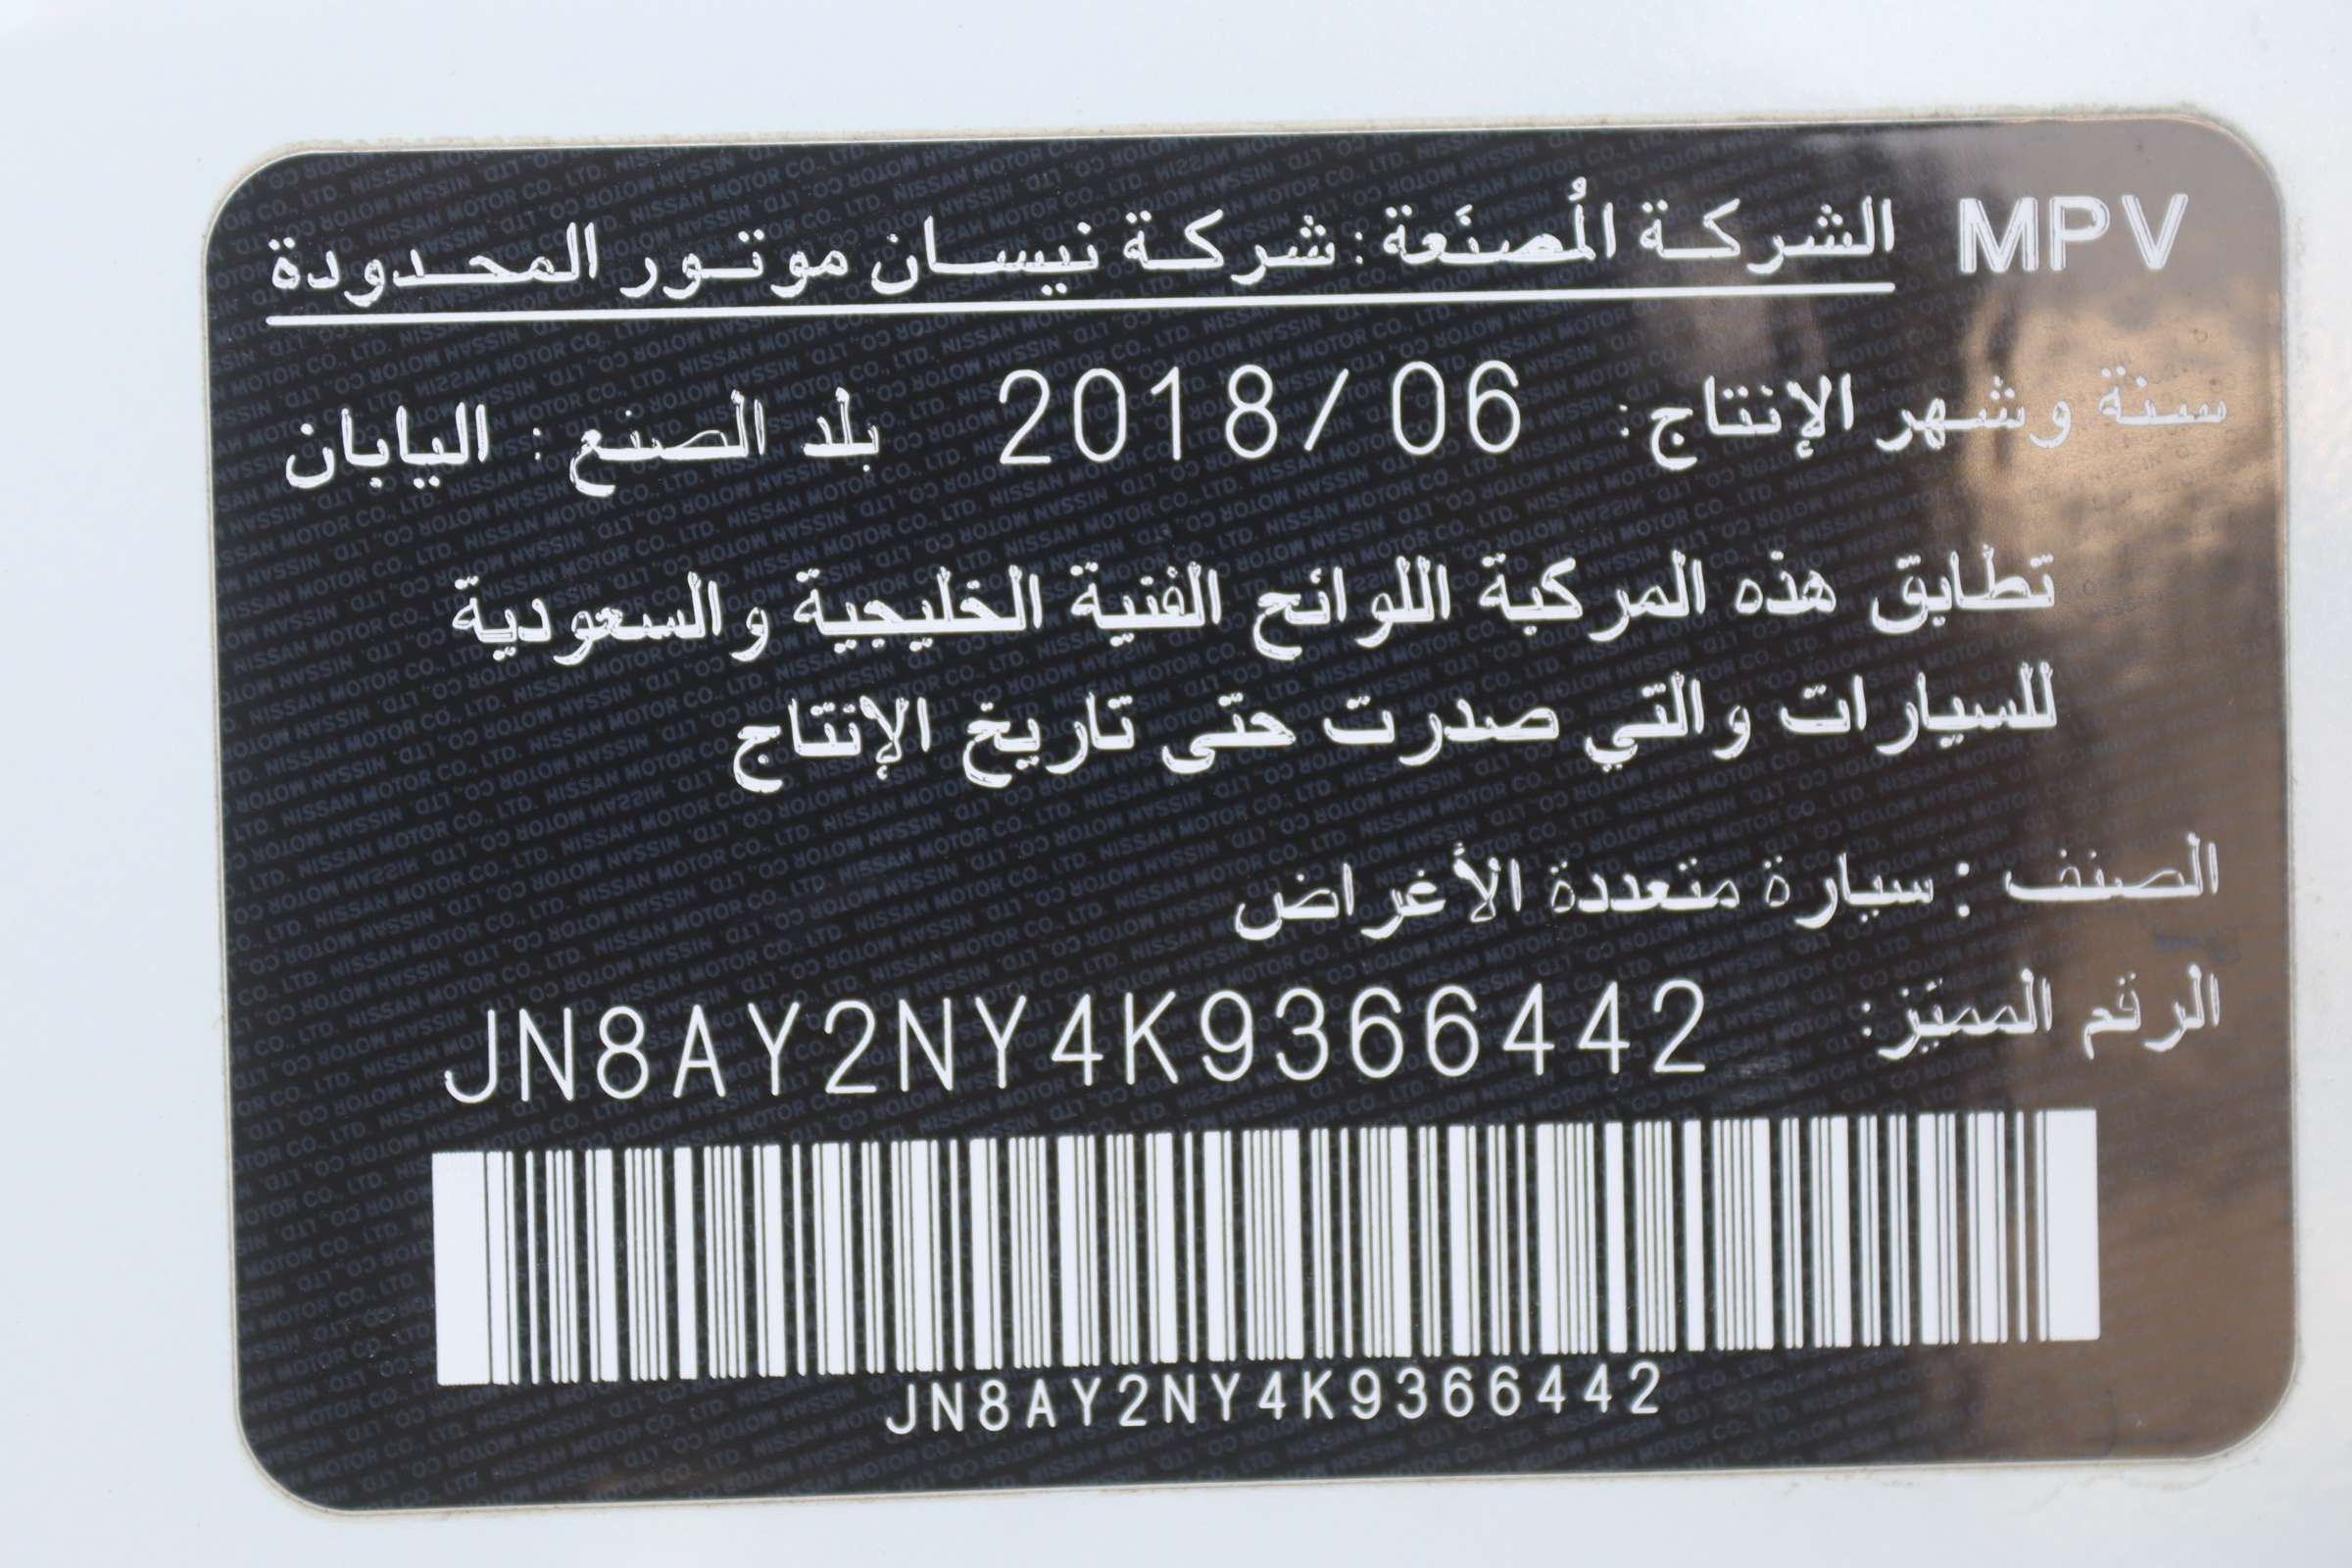 MPV الشركة المُصنَعة : شركة نيسان موتور المحدودة
سنة وشهر الإنتاج : 2018/06 بلد الصنع : اليابان
تطابق هذه المركبة اللوائح الفنية الخليجية والسعودية
للسيارات والتي صدرت حتى تاريخ الإنتاج
الصنف : سيارة متعددة الأغراض
الرقم المميَز : JN8AY2NY4K9366442
JN8AY2NY4K9366442